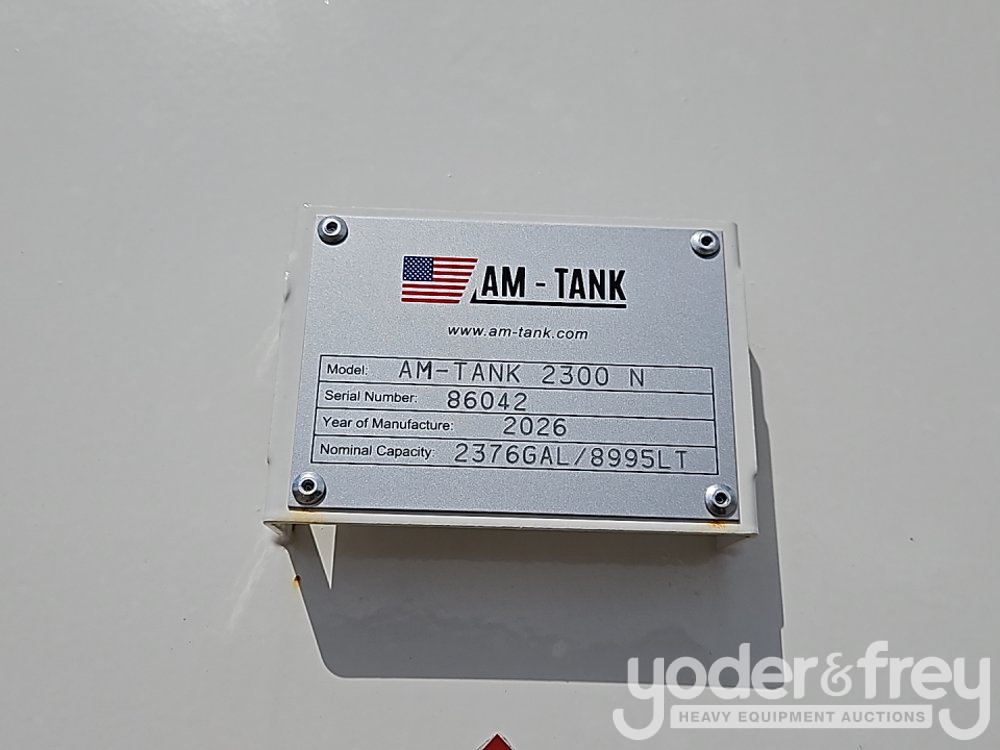 AM - TANK
www.am-tank.com
Model: AM-TANK 2300 N
Serial Number: 86042
Year of Manufacture: 2026
Nominal Capacity: 2376GAL/8995LT
yoder&frey
HEAVY EQUIPMENT AUCTIONS